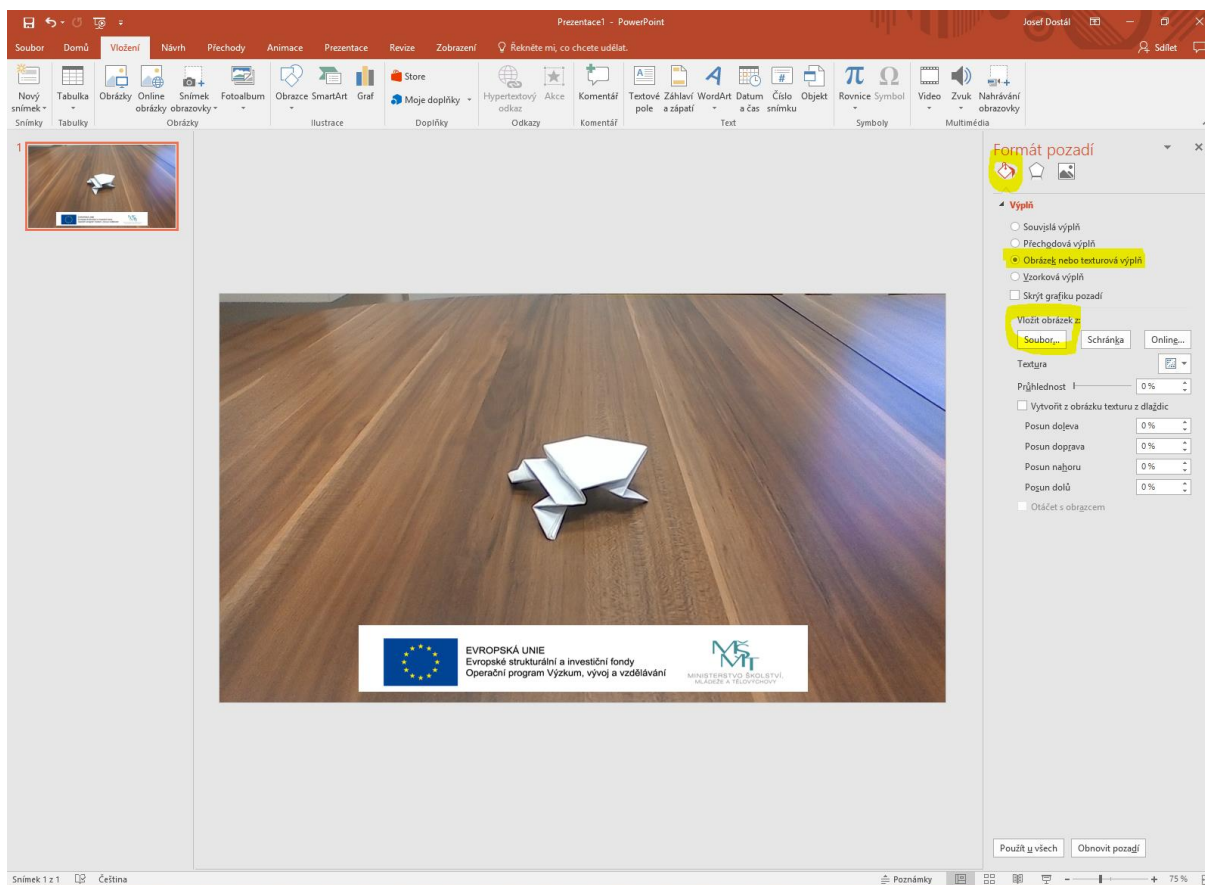 Prezentace1 - PowerPoint
Josef Dostál
Soubor Domů Vložení Návrh Přechody Animace Prezentace Revize Zobrazení Řekněte mi, co chcete udělat. Sdílet
Nový snímek
Tabulka
Obrázky
Online obrázky
Snímek obrazovky
Fotoalbum
Obrazce
SmartArt
Graf
Store
Moje doplňky
Hypertextový odkaz
Akce
Komentář
Textové pole
Záhlaví a zápatí
WordArt
Datum a čas
Číslo snímku
Objekt
Rovnice
Symbol
Video
Zvuk
Nahrávání obrazovky
Snímky Tabulky Obrázky Ilustrace Doplňky Odkazy Komentář Text Symboly Multimédia
1
EVROPSKÁ UNIE
Evropské strukturální a investiční fondy
Operační program Výzkum, vývoj a vzdělávání
MŠMT
MINISTERSTVO ŠKOLSTVÍ,
MLÁDEŽE A TĚLOVÝCHOVY
Formát pozadí
Výplň
Souvislá výplň
Přechodová výplň
Obrázek nebo texturová výplň
Vzorková výplň
Skrýt grafiku pozadí
Vložit obrázek z:
Soubor... Schránka Online...
Textura
Průhlednost 0 %
Vytvořit z obrázku texturu z dlaždic
Posun doleva 0 %
Posun doprava 0 %
Posun nahoru 0 %
Posun dolů 0 %
Otáčet s obrazcem
Použít u všech Obnovit pozadí
Snímek 1 z 1 Čeština Poznámky 75 %